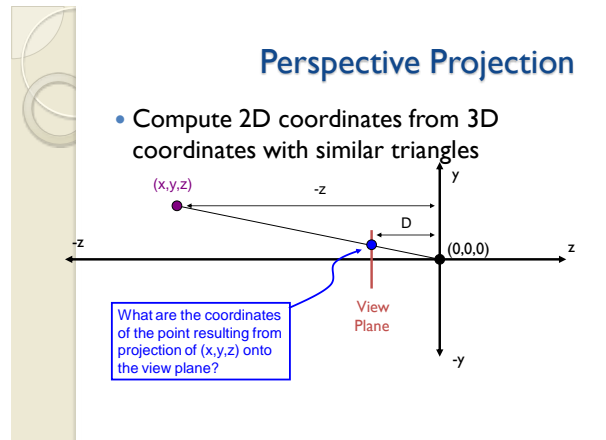 Perspective Projection
• Compute 2D coordinates from 3D
coordinates with similar triangles
y
(x,y,z)
-z
D
-z
(0,0,0)
z
View
Plane
What are the coordinates
of the point resulting from
projection of (x,y,z) onto
the view plane?
-y